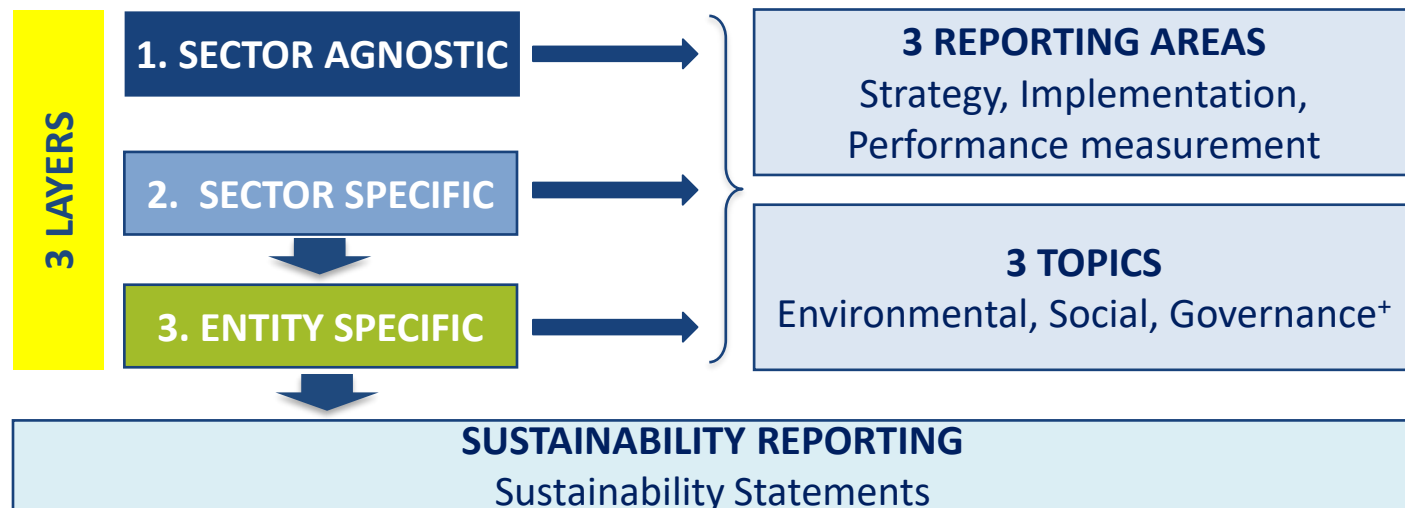 3 LAYERS
1. SECTOR AGNOSTIC
2. SECTOR SPECIFIC
3. ENTITY SPECIFIC
3 REPORTING AREAS
Strategy, Implementation,
Performance measurement
3 TOPICS
Environmental, Social, Governance⁺
SUSTAINABILITY REPORTING
Sustainability Statements